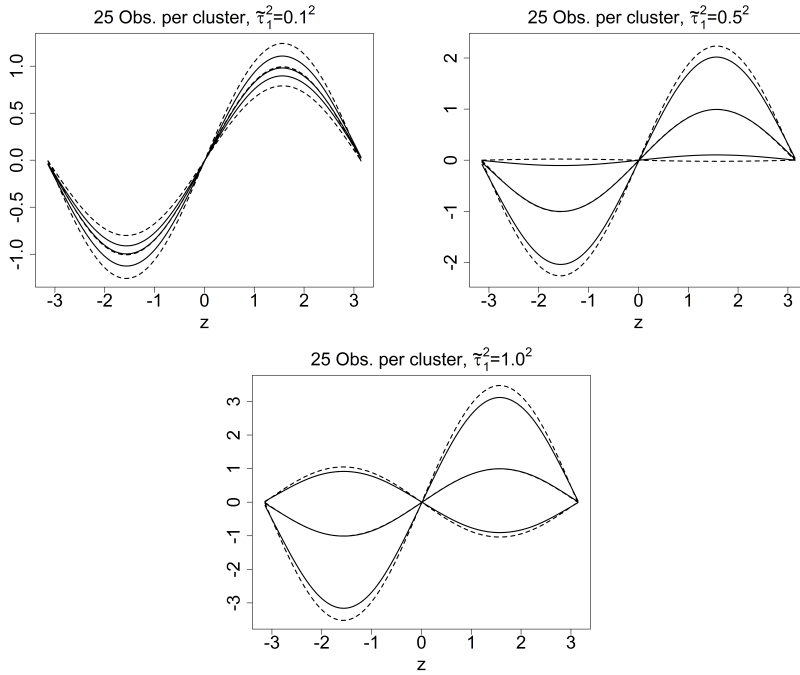 25 Obs. per cluster, τ̃₁²=0.1²
1.0
0.5
0.0
-0.5
-1.0
-3 -2 -1 0 1 2 3
z
25 Obs. per cluster, τ̃₁²=0.5²
2
1
0
-1
-2
-3 -2 -1 0 1 2 3
z
25 Obs. per cluster, τ̃₁²=1.0²
3
2
1
0
-1
-2
-3
-3 -2 -1 0 1 2 3
z